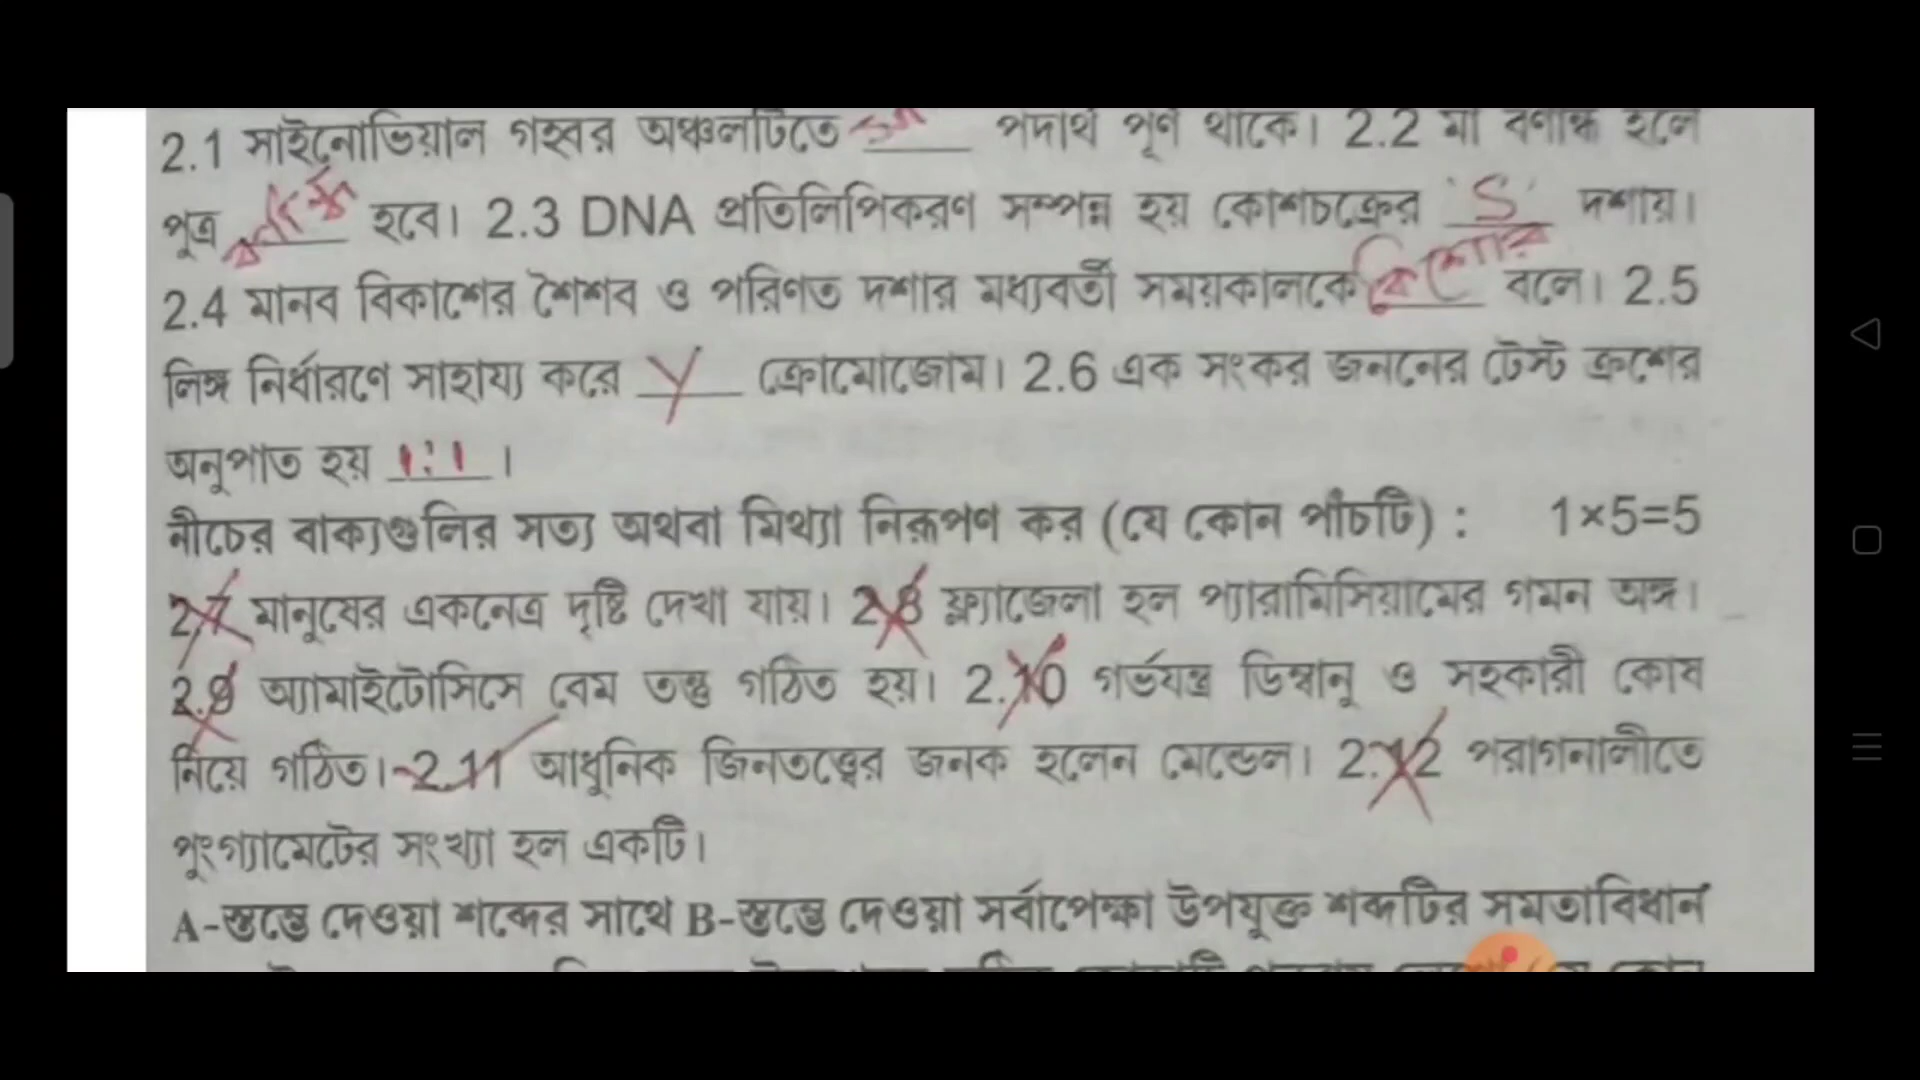 2.1 সাইনোভিয়াল গহ্বর অঞ্চলটিতে পদার্থ পূর্ণ থাকে। 2.2 মা বর্ণান্ধ হলে
পুত্র বর্ণান্ধ হবে। 2.3 DNA প্রতিলিপিকরণ সম্পন্ন হয় কোশচক্রের 'S' দশায়।
2.4 মানব বিকাশের শৈশব ও পরিণত দশার মধ্যবর্তী সময়কালকে কৈশোর বলে। 2.5
লিঙ্গ নির্ধারণে সাহায্য করে Y ক্রোমোজোম। 2.6 এক সংকর জননের টেস্ট ক্রশের
অনুপাত হয় 1:1।
নীচের বাক্যগুলির সত্য অথবা মিথ্যা নিরূপণ কর (যে কোন পাঁচটি) : 1×5=5
2.7 মানুষের একনেত্র দৃষ্টি দেখা যায়। 2.8 ফ্ল্যাজেলা হল প্যারামিসিয়ামের গমন অঙ্গ।
2.9 অ্যামাইটোসিসে বেম তন্তু গঠিত হয়। 2.10 গর্ভযন্ত্র ডিম্বানু ও সহকারী কোষ
নিয়ে গঠিত। 2.11 আধুনিক জিনতত্ত্বের জনক হলেন মেন্ডেল। 2.12 পরাগনালীতে
পুংগ্যামেটের সংখ্যা হল একটি।
A-স্তম্ভে দেওয়া শব্দের সাথে B-স্তম্ভে দেওয়া সর্বাপেক্ষা উপযুক্ত শব্দটির সমতাবিধান